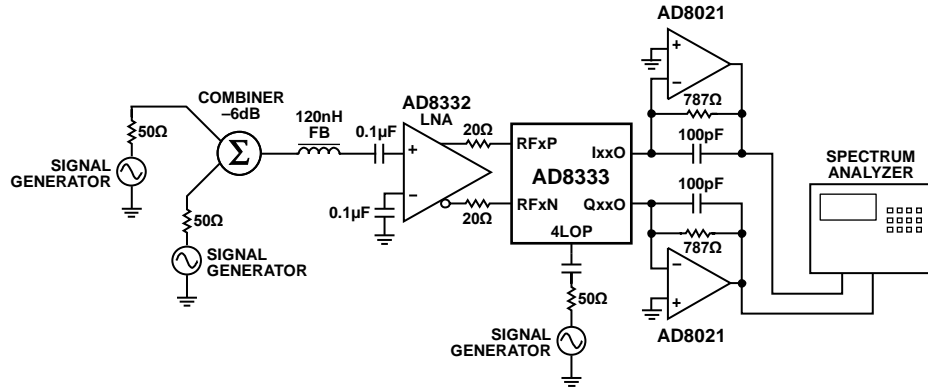 AD8021
COMBINER
–6dB
50Ω
SIGNAL
GENERATOR
Σ
50Ω
SIGNAL
GENERATOR
120nH
FB
0.1µF
0.1µF
AD8332
LNA
+
–
20Ω
20Ω
RFxP
IxxO
AD8333
RFxN
QxxO
4LOP
50Ω
SIGNAL
GENERATOR
+
–
787Ω
100pF
100pF
787Ω
–
+
AD8021
SPECTRUM
ANALYZER